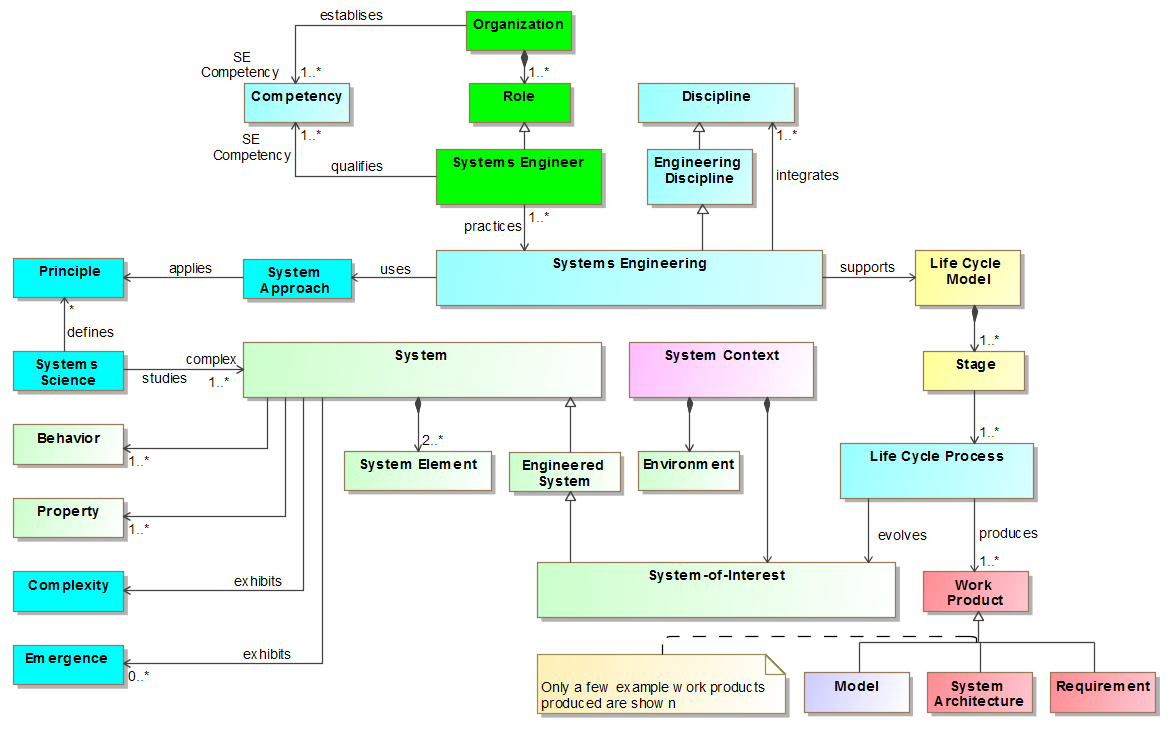 establises
Organization
SE
Competency
1..*
1..*
Competency
Role
Discipline
SE
Competency
1..*
1..*
qualifies
Systems Engineer
Engineering
Discipline
integrates
practices
1..*
Principle
applies
System
Approach
uses
Systems Engineering
supports
Life Cycle
Model
*
defines
Systems
Science
studies
complex
1..*
System
System Context
1..*
Stage
Behavior
1..*
2..*
System Element
Engineered
System
Environment
1..*
Life Cycle Process
Property
1..*
evolves
produces
1..*
Complexity
exhibits
System-of-Interest
Work
Product
Emergence
0..*
exhibits
Only a few example work products
produced are shown
Model
System
Architecture
Requirement